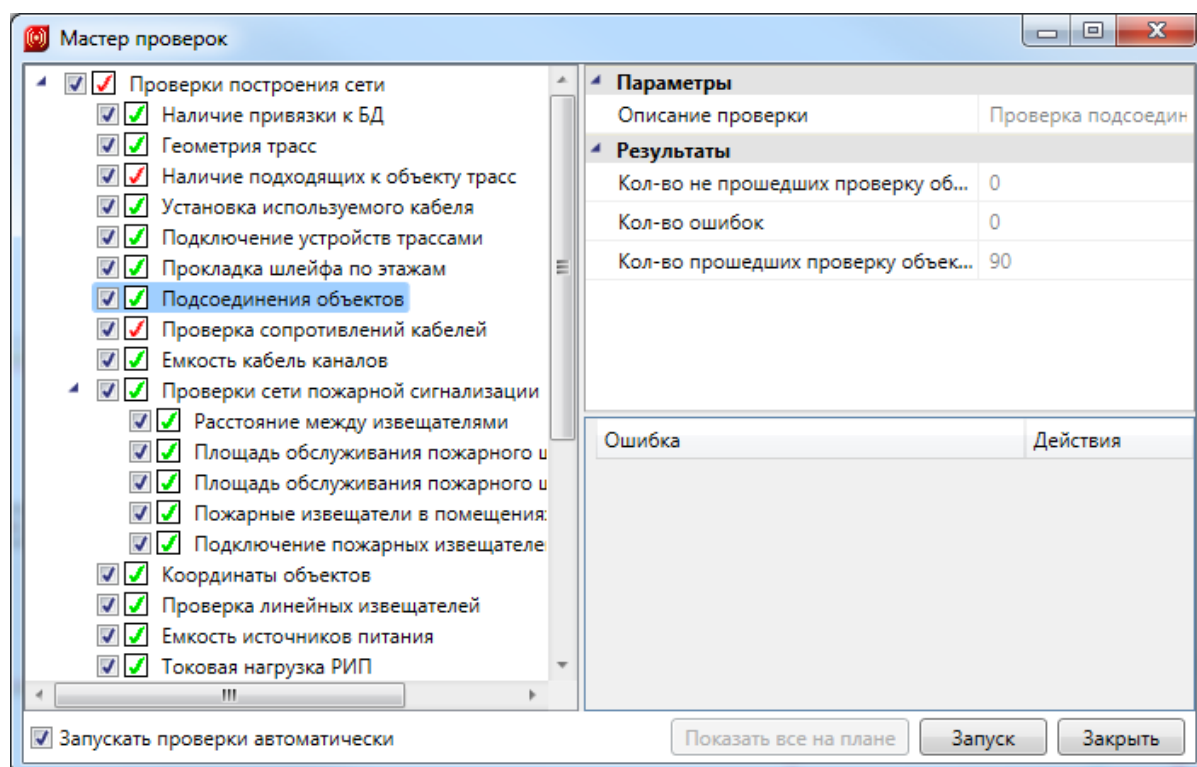 Мастер проверок
Проверки построения сети
Наличие привязки к БД
Геометрия трасс
Наличие подходящих к объекту трасс
Установка используемого кабеля
Подключение устройств трассами
Прокладка шлейфа по этажам
Подсоединения объектов
Проверка сопротивлений кабелей
Емкость кабель каналов
Проверки сети пожарной сигнализации
Расстояние между извещателями
Площадь обслуживания пожарного
Площадь обслуживания пожарного
Пожарные извещатели в
Подключение пожарных
Координаты объектов
Проверка линейных извещателей
Емкость источников питания
Токовая нагрузка РИП
Запускать проверки автоматически
Параметры
Описание проверки Проверка подсоедин
Результаты
Кол-во не прошедших проверку об... 0
Кол-во ошибок 0
Кол-во прошедших проверку объек... 90
Ошибка Действия
Показать все на плане Запуск Закрыть